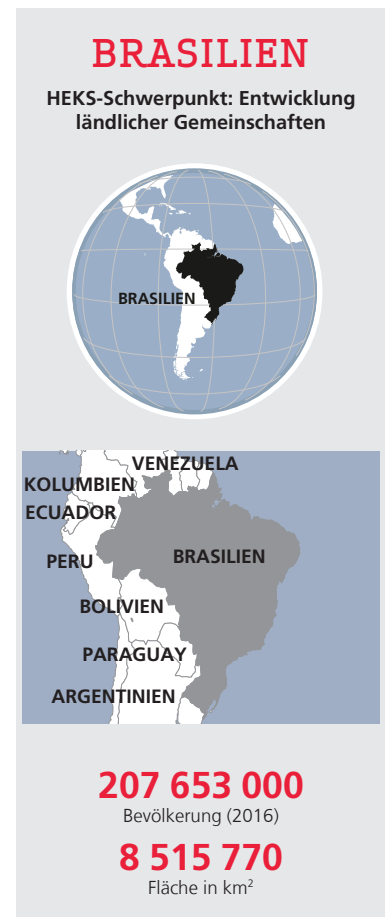 BRASILIEN
HEKS-Schwerpunkt: Entwicklung
ländlicher Gemeinschaften
BRASILIEN
VENEZUELA
KOLUMBIEN
ECUADOR
PERU
BRASILIEN
BOLIVIEN
PARAGUAY
ARGENTINIEN
207 653 000
Bevölkerung (2016)
8 515 770
Fläche in km²